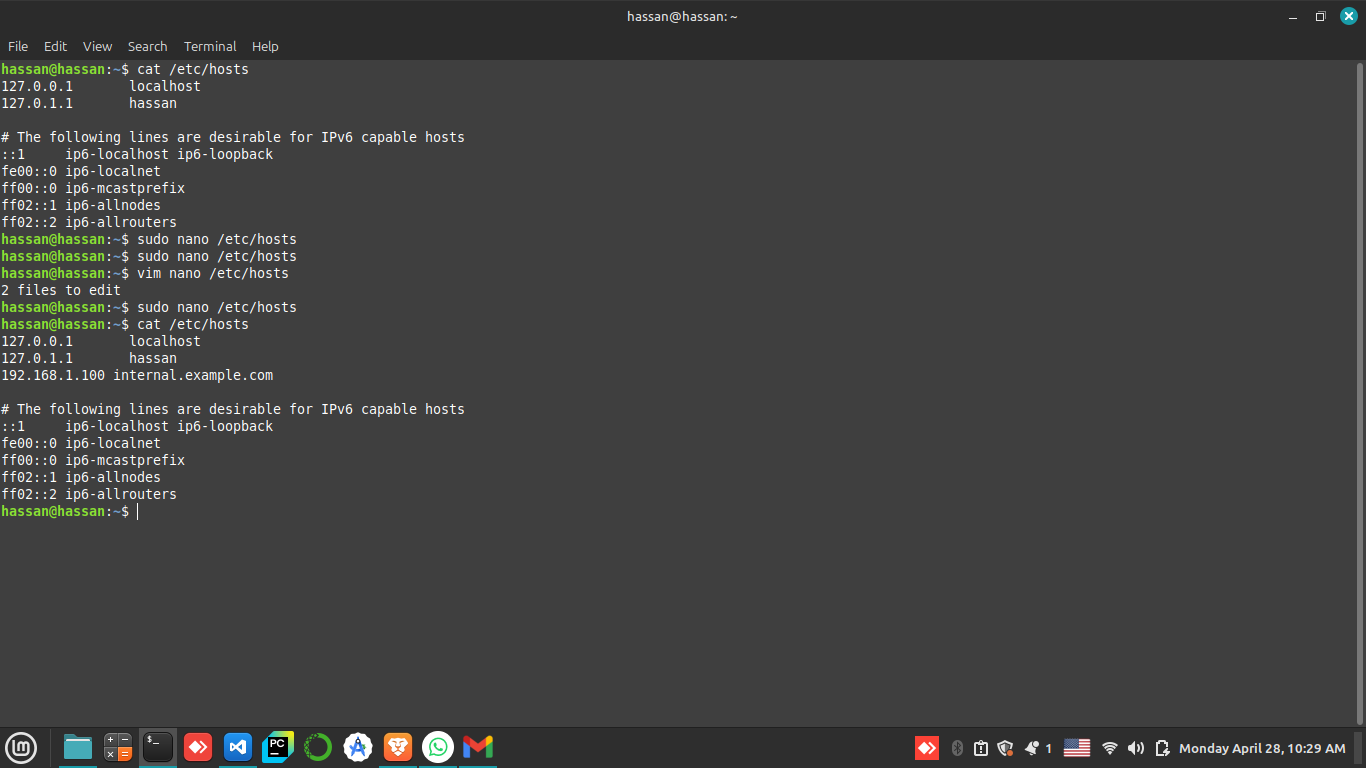 hassan@hassan: ~
File Edit View Search Terminal Help
hassan@hassan:~$ cat /etc/hosts
127.0.0.1       localhost
127.0.1.1       hassan
# The following lines are desirable for IPv6 capable hosts
::1     ip6-localhost ip6-loopback
fe00::0 ip6-localnet
ff00::0 ip6-mcastprefix
ff02::1 ip6-allnodes
ff02::2 ip6-allrouters
hassan@hassan:~$ sudo nano /etc/hosts
hassan@hassan:~$ sudo nano /etc/hosts
hassan@hassan:~$ vim nano /etc/hosts
2 files to edit
hassan@hassan:~$ sudo nano /etc/hosts
hassan@hassan:~$ cat /etc/hosts
127.0.0.1       localhost
127.0.1.1       hassan
192.168.1.100 internal.example.com
# The following lines are desirable for IPv6 capable hosts
::1     ip6-localhost ip6-loopback
fe00::0 ip6-localnet
ff00::0 ip6-mcastprefix
ff02::1 ip6-allnodes
ff02::2 ip6-allrouters
hassan@hassan:~$
$_ PC 1 Monday April 28, 10:29 AM